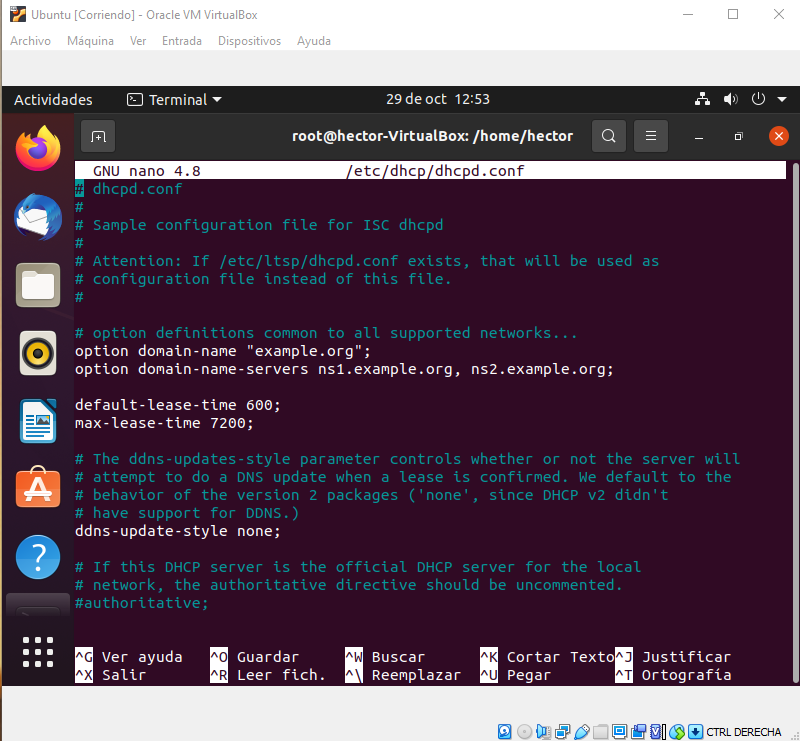 Ubuntu [Corriendo] - Oracle VM VirtualBox
Archivo Máquina Ver Entrada Dispositivos Ayuda
Actividades Terminal 29 de oct 12:53
root@hector-VirtualBox: /home/hector
GNU nano 4.8 /etc/dhcp/dhcpd.conf
# dhcpd.conf
#
# Sample configuration file for ISC dhcpd
#
# Attention: If /etc/ltsp/dhcpd.conf exists, that will be used as
# configuration file instead of this file.
#
# option definitions common to all supported networks...
option domain-name "example.org";
option domain-name-servers ns1.example.org, ns2.example.org;
default-lease-time 600;
max-lease-time 7200;
# The ddns-updates-style parameter controls whether or not the server will
# attempt to do a DNS update when a lease is confirmed. We default to the
# behavior of the version 2 packages ('none', since DHCP v2 didn't
# have support for DDNS.)
ddns-update-style none;
# If this DHCP server is the official DHCP server for the local
# network, the authoritative directive should be uncommented.
#authoritative;
^G Ver ayuda ^O Guardar ^W Buscar ^K Cortar Texto ^J Justificar
^X Salir ^R Leer fich. ^\ Reemplazar ^U Pegar ^T Ortografía
CTRL DERECHA